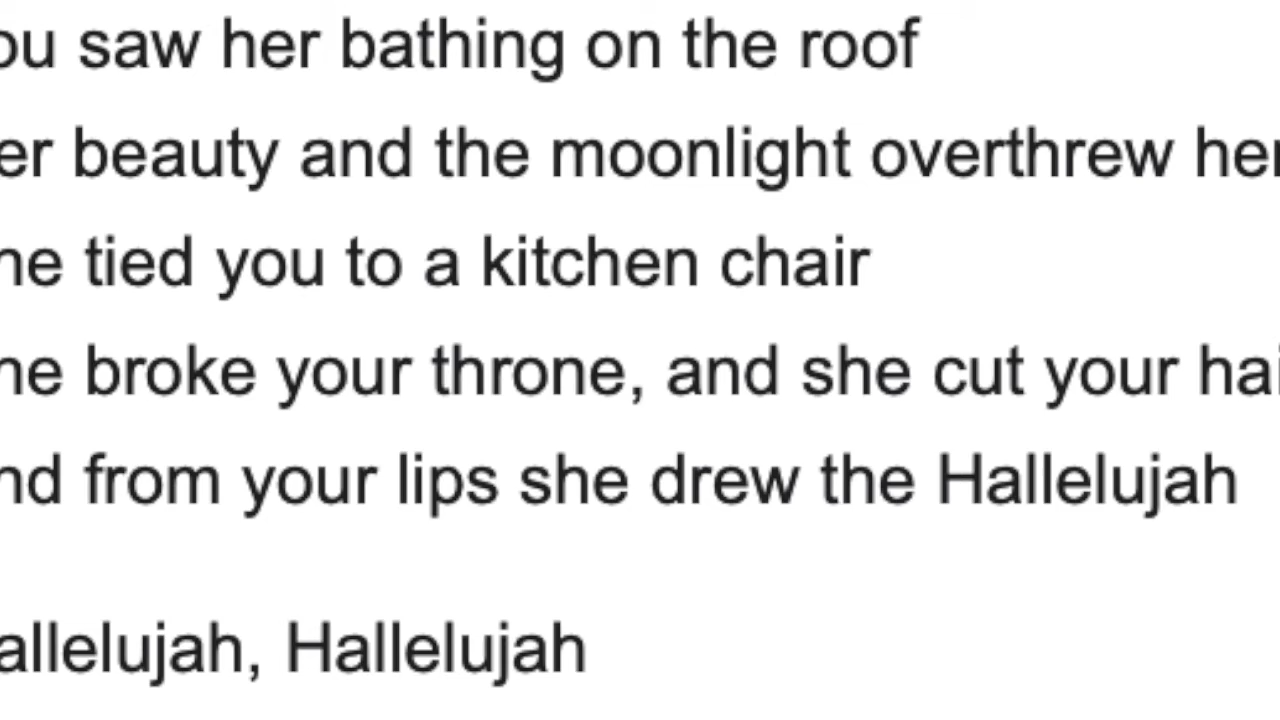 ou saw her bathing on the roof
er beauty and the moonlight overthrew her
he tied you to a kitchen chair
he broke your throne, and she cut your hai
nd from your lips she drew the Hallelujah
allelujah, Hallelujah